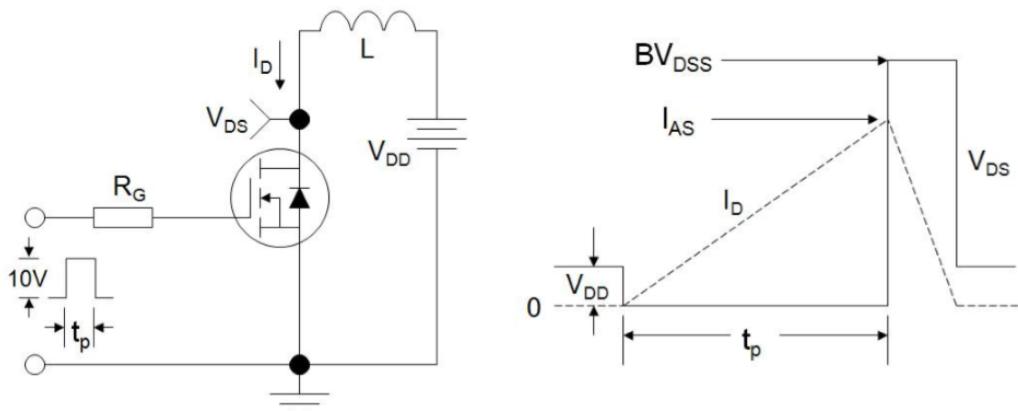 I_D
L
V_DS
V_DD
R_G
10V
t_p
BV_DSS
I_AS
V_DS
I_D
V_DD
0
t_p